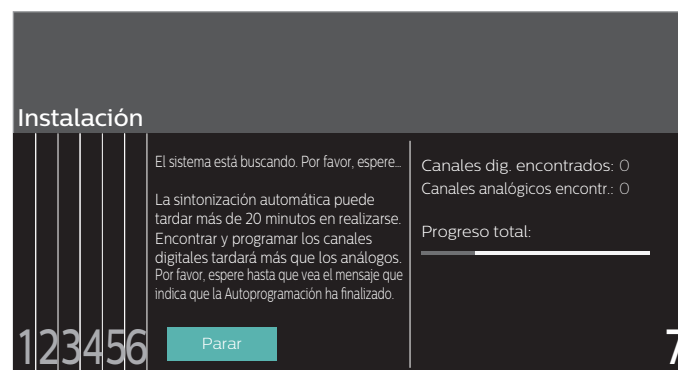 Instalación
El sistema está buscando. Por favor, espere...
La sintonización automática puede
tardar más de 20 minutos en realizarse.
Encontrar y programar los canales
digitales tardará más que los análogos.
Por favor, espere hasta que vea el mensaje que
indica que la Autoprogramación ha finalizado.
Parar
Canales dig. encontrados: 0
Canales analógicos encontr.: 0
Progreso total:
123456
7